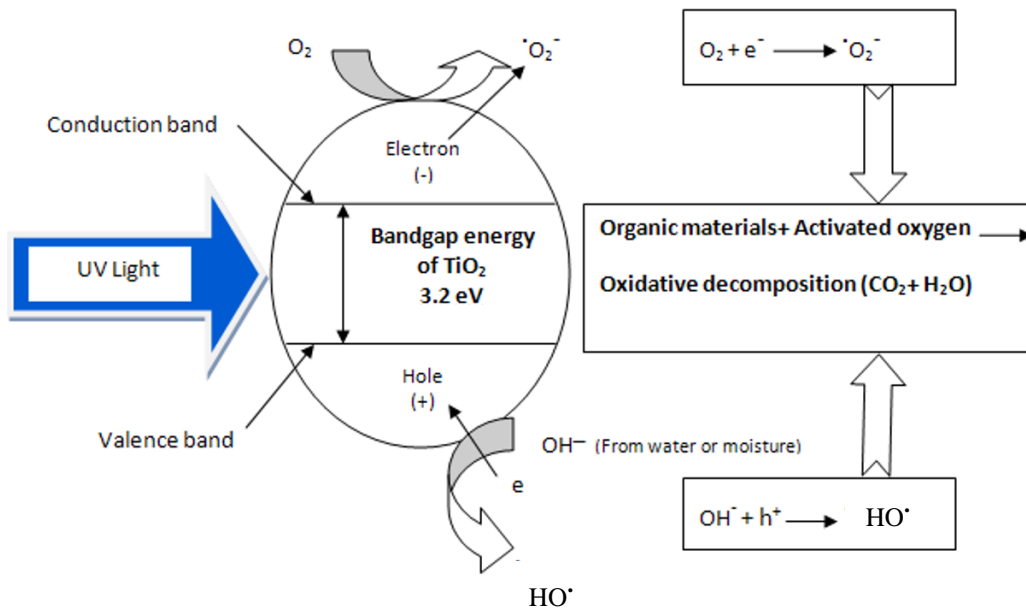 O₂
•O₂⁻
O₂ + e⁻ → •O₂⁻
Conduction band
Electron
(-)
UV Light
Bandgap energy
of TiO₂
3.2 eV
Organic materials+ Activated oxygen →
Oxidative decomposition (CO₂+ H₂O)
Hole
(+)
Valence band
OH⁻ (From water or moisture)
e
OH⁻ + h⁺ → HO•
HO•